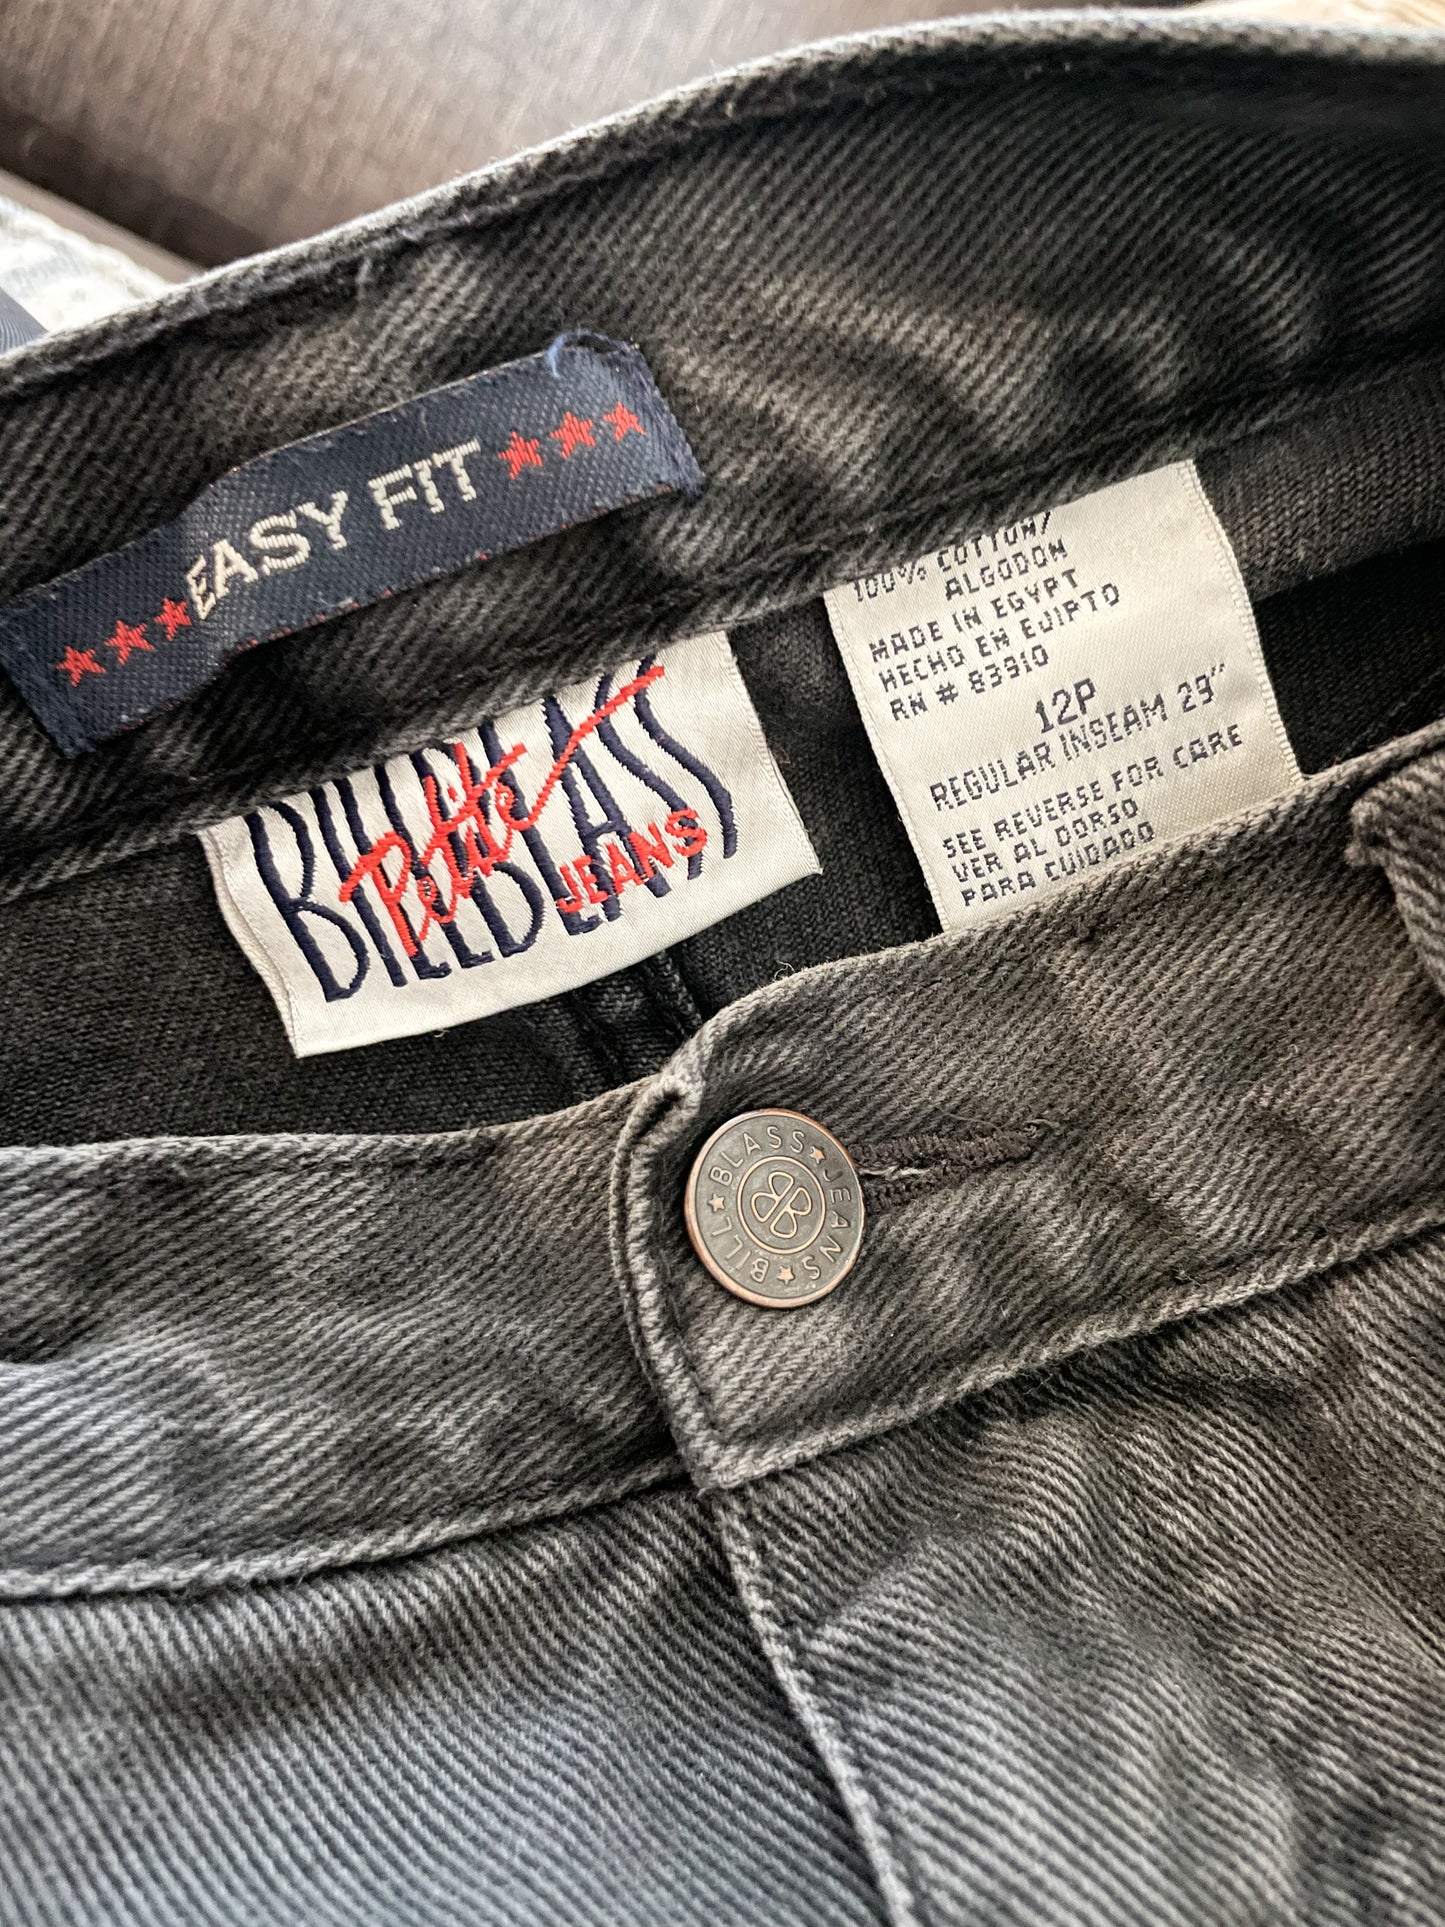 ★★★EASY FIT★★★
BILL BLASS
Petite
JEANS
100% COTTON/
ALGODON
MADE IN EGYPT
HECHO EN EJIPTO
RN # 83910
12P
REGULAR INSEAM 29"
SEE REVERSE FOR CARE
VER AL DORSO
PARA CUIDADO
BILL ★ BLASS ★ JEANS ★